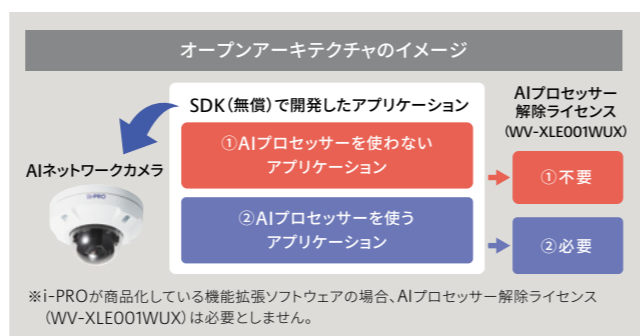 オープンアーキテクチャのイメージ
SDK(無償)で開発したアプリケーション
AIプロセッサー
解除ライセンス
(WV-XLE001WUX)
AIネットワークカメラ
i-PRO
①AIプロセッサーを使わない
アプリケーション
①不要
②AIプロセッサーを使う
アプリケーション
②必要
※i-PROが商品化している機能拡張ソフトウェアの場合、AIプロセッサー解除ライセンス
(WV-XLE001WUX)は必要としません。